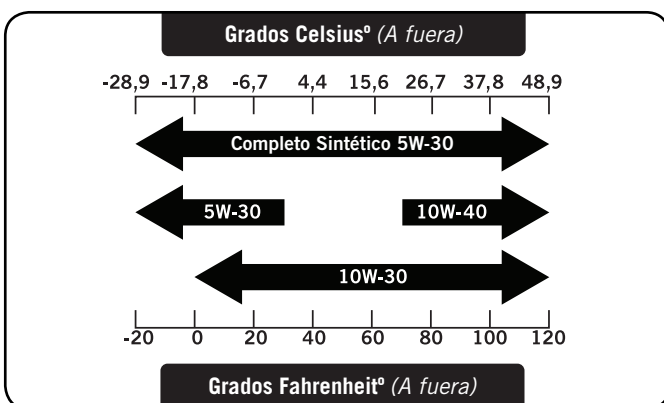 Grados Celsiusº (A fuera)
-28,9 -17,8 -6,7 4,4 15,6 26,7 37,8 48,9
Completo Sintético 5W-30
5W-30 10W-40
10W-30
-20 0 20 40 60 80 100 120
Grados Fahrenheitº (A fuera)